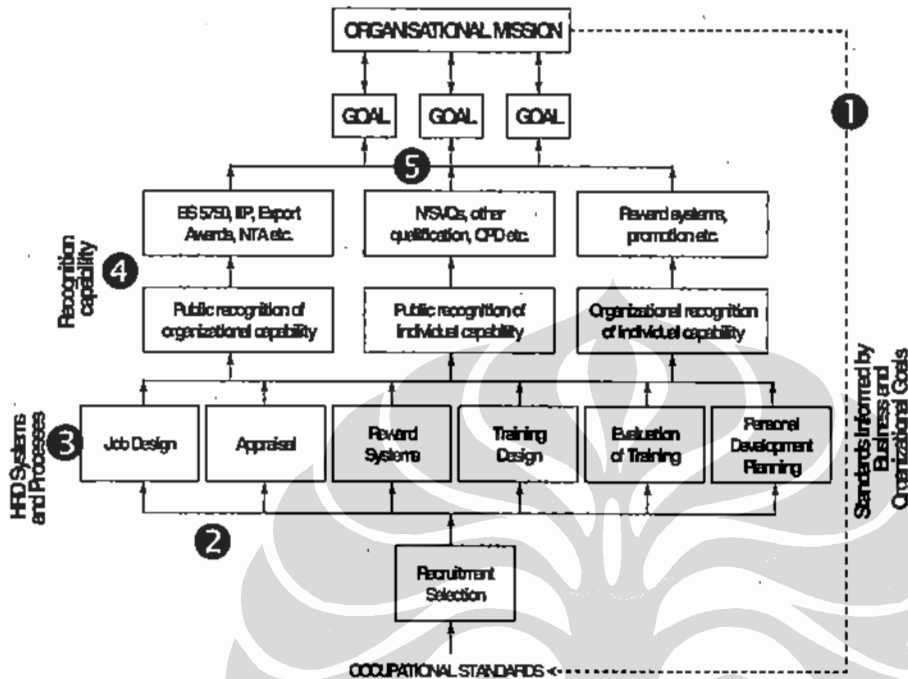 ORGANISATIONAL MISSION
1
GOAL
GOAL
GOAL
5
BS 5750, IIP, Export
Awards, NTA etc.
N'SVQs, other
qualification, CPD etc.
Reward systems,
promotion etc.
4
Recognition
capability
Public recognition of
organizational capability
Public recognition of
individual capability
Organizational recognition
of individual capability
3
HRD Systems
and Processes
Job Design
Appraisal
Reward
Systems
Training
Design
Evaluation
of Training
Personal
Development
Planning
Standards Informed by
Business and
Organizational Goals
2
Recruitment
Selection
OCCUPATIONAL STANDARDS